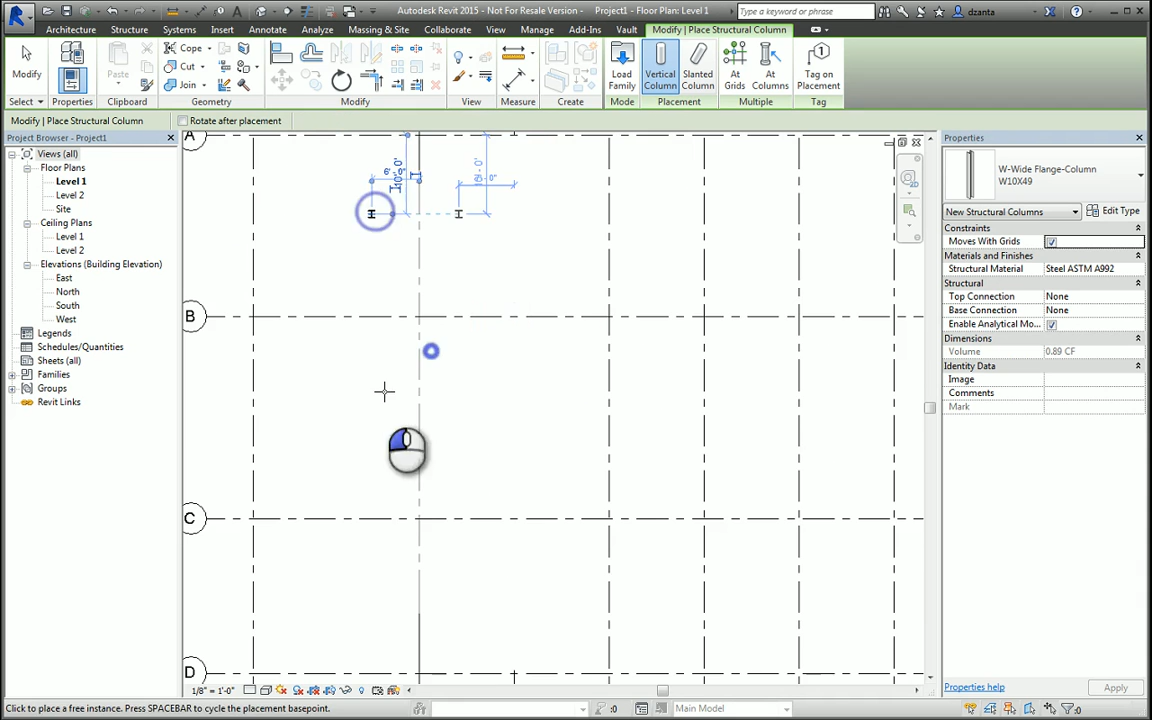 Autodesk Revit 2015 - Not For Resale Version - Project1 - Floor Plan: Level 1
Type a keyword or phrase
dzanta
Architecture Structure Systems Insert Annotate Analyze Massing & Site Collaborate View Manage Add-Ins Vault Modify | Place Structural Column
Modify
Paste
Cope
Cut
Join
Load Family
Vertical Column
Slanted Column
At Grids
At Columns
Tag on Placement
Select Properties Clipboard Geometry Modify View Measure Create Mode Placement Multiple Tag
Modify | Place Structural Column
Rotate after placement
Project Browser - Project1
Views (all)
Floor Plans
Level 1
Level 2
Site
Ceiling Plans
Level 1
Level 2
Elevations (Building Elevation)
East
North
South
West
Legends
Schedules/Quantities
Sheets (all)
Families
Groups
Revit Links
A
B
C
D
Properties
W-Wide Flange-Column
W10X49
New Structural Columns
Edit Type
Constraints
Moves With Grids
Materials and Finishes
Structural Material Steel ASTM A992
Structural
Top Connection None
Base Connection None
Enable Analytical Mo...
Dimensions
Volume 0.89 CF
Identity Data
Image
Comments
Mark
Properties help
Apply
1/8" = 1'-0"
Click to place a free instance. Press SPACEBAR to cycle the placement basepoint.
:0
Main Model
:0